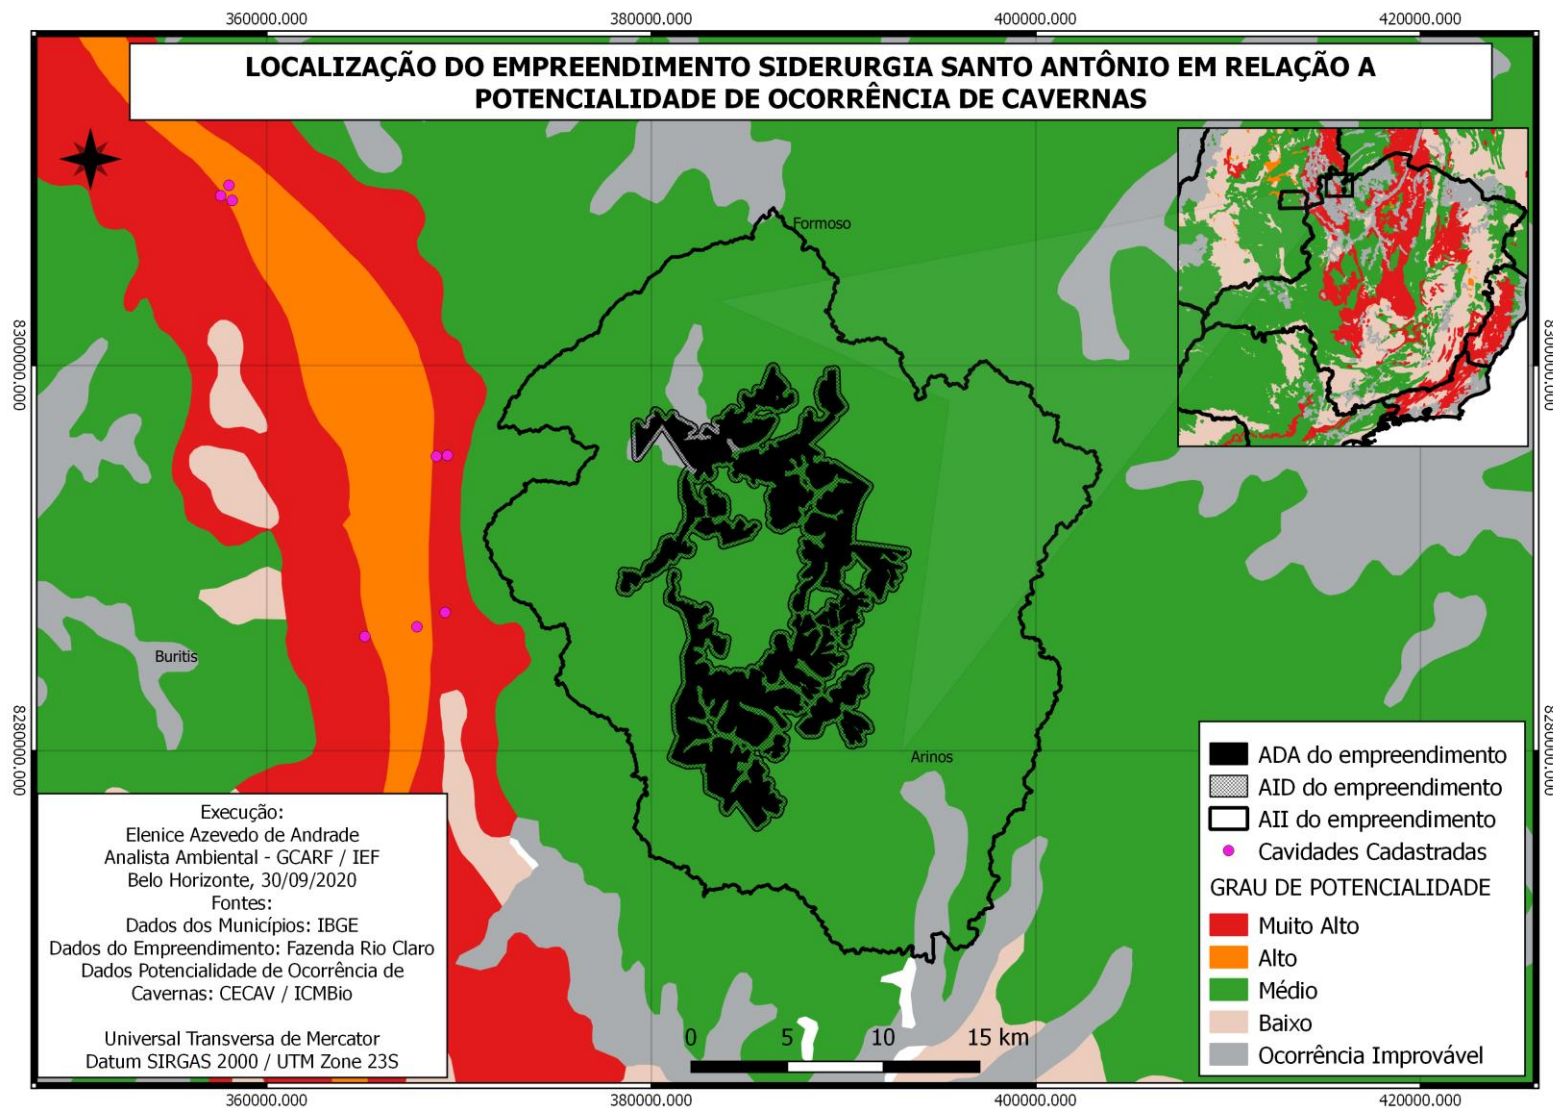 360000.000
380000.000
400000.000
420000.000
LOCALIZAÇÃO DO EMPREENDIMENTO SIDERURGIA SANTO ANTÔNIO EM RELAÇÃO A
POTENCIALIDADE DE OCORRÊNCIA DE CAVERNAS
Formoso
8300000.000
8300000.000
Buritis
8280000.000
8280000.000
Arinos
ADA do empreendimento
AID do empreendimento
AII do empreendimento
Cavidades Cadastradas
GRAU DE POTENCIALIDADE
Muito Alto
Alto
Médio
Baixo
Ocorrência Improvável
Execução:
Elenice Azevedo de Andrade
Analista Ambiental - GCARF / IEF
Belo Horizonte, 30/09/2020
Fontes:
Dados dos Municípios: IBGE
Dados do Empreendimento: Fazenda Rio Claro
Dados Potencialidade de Ocorrência de
Cavernas: CECAV / ICMBio
Universal Transversa de Mercator
Datum SIRGAS 2000 / UTM Zone 23S
0 5 10 15 km
360000.000
380000.000
400000.000
420000.000